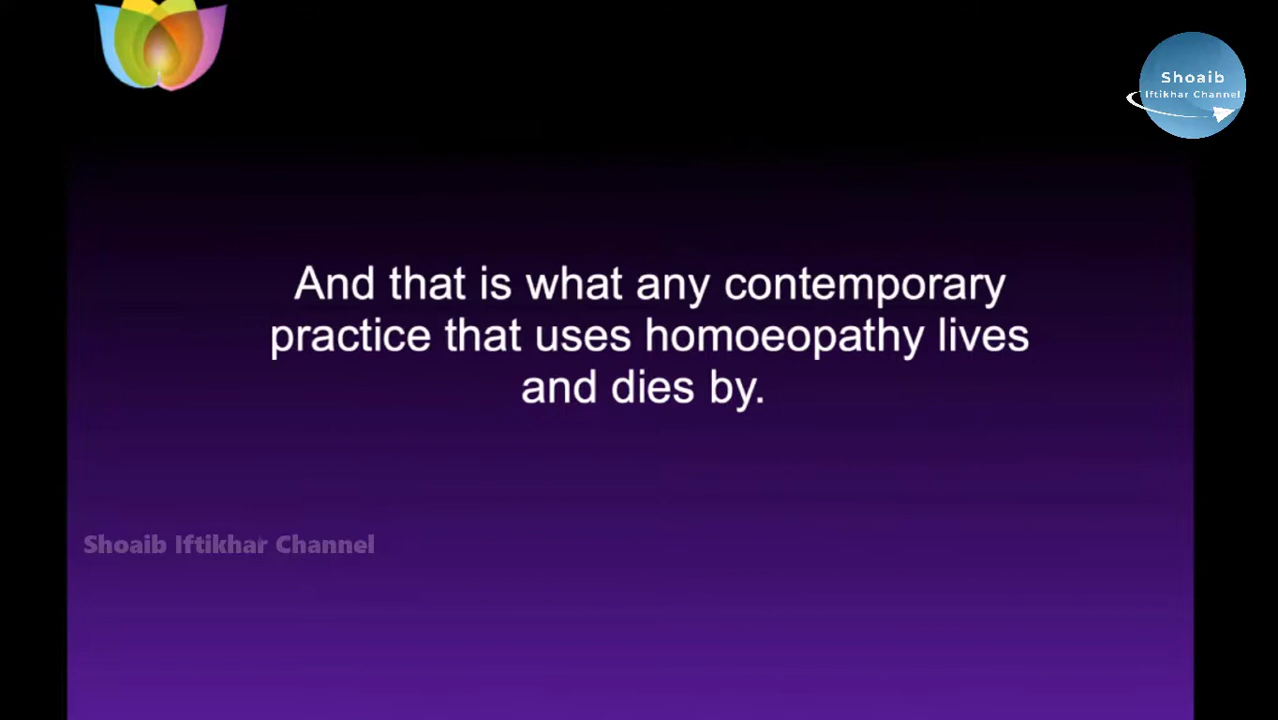 Shoaib
Iftikhar Channel
And that is what any contemporary
practice that uses homoeopathy lives
and dies by.
Shoaib Iftikhar Channel